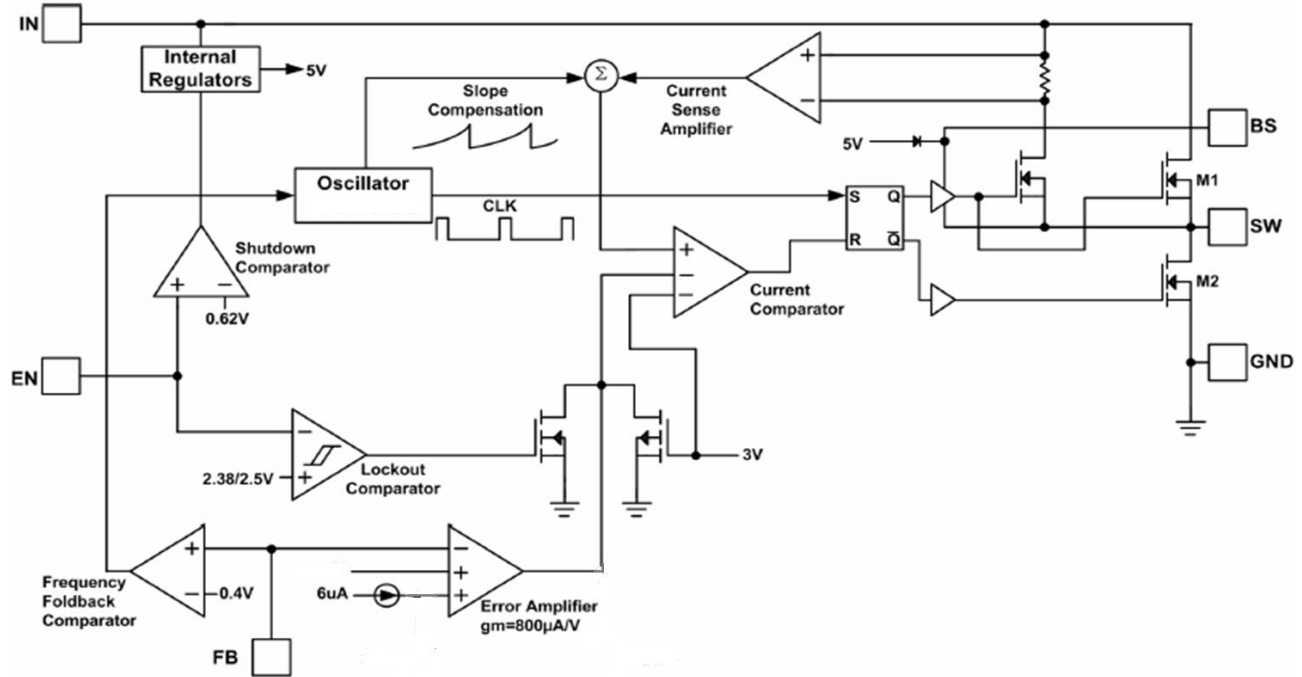 IN
Internal
Regulators
5V
Σ
Slope
Compensation
Current
Sense
Amplifier
+
−
5V
BS
Oscillator
CLK
S
Q
R
Q̅
M1
SW
Shutdown
Comparator
+
−
0.62V
+
−
−
Current
Comparator
M2
EN
GND
−
+
2.38/2.5V
Lockout
Comparator
3V
+
−
0.4V
Frequency
Foldback
Comparator
−
+
+
6uA
Error Amplifier
gm=800µA/V
FB